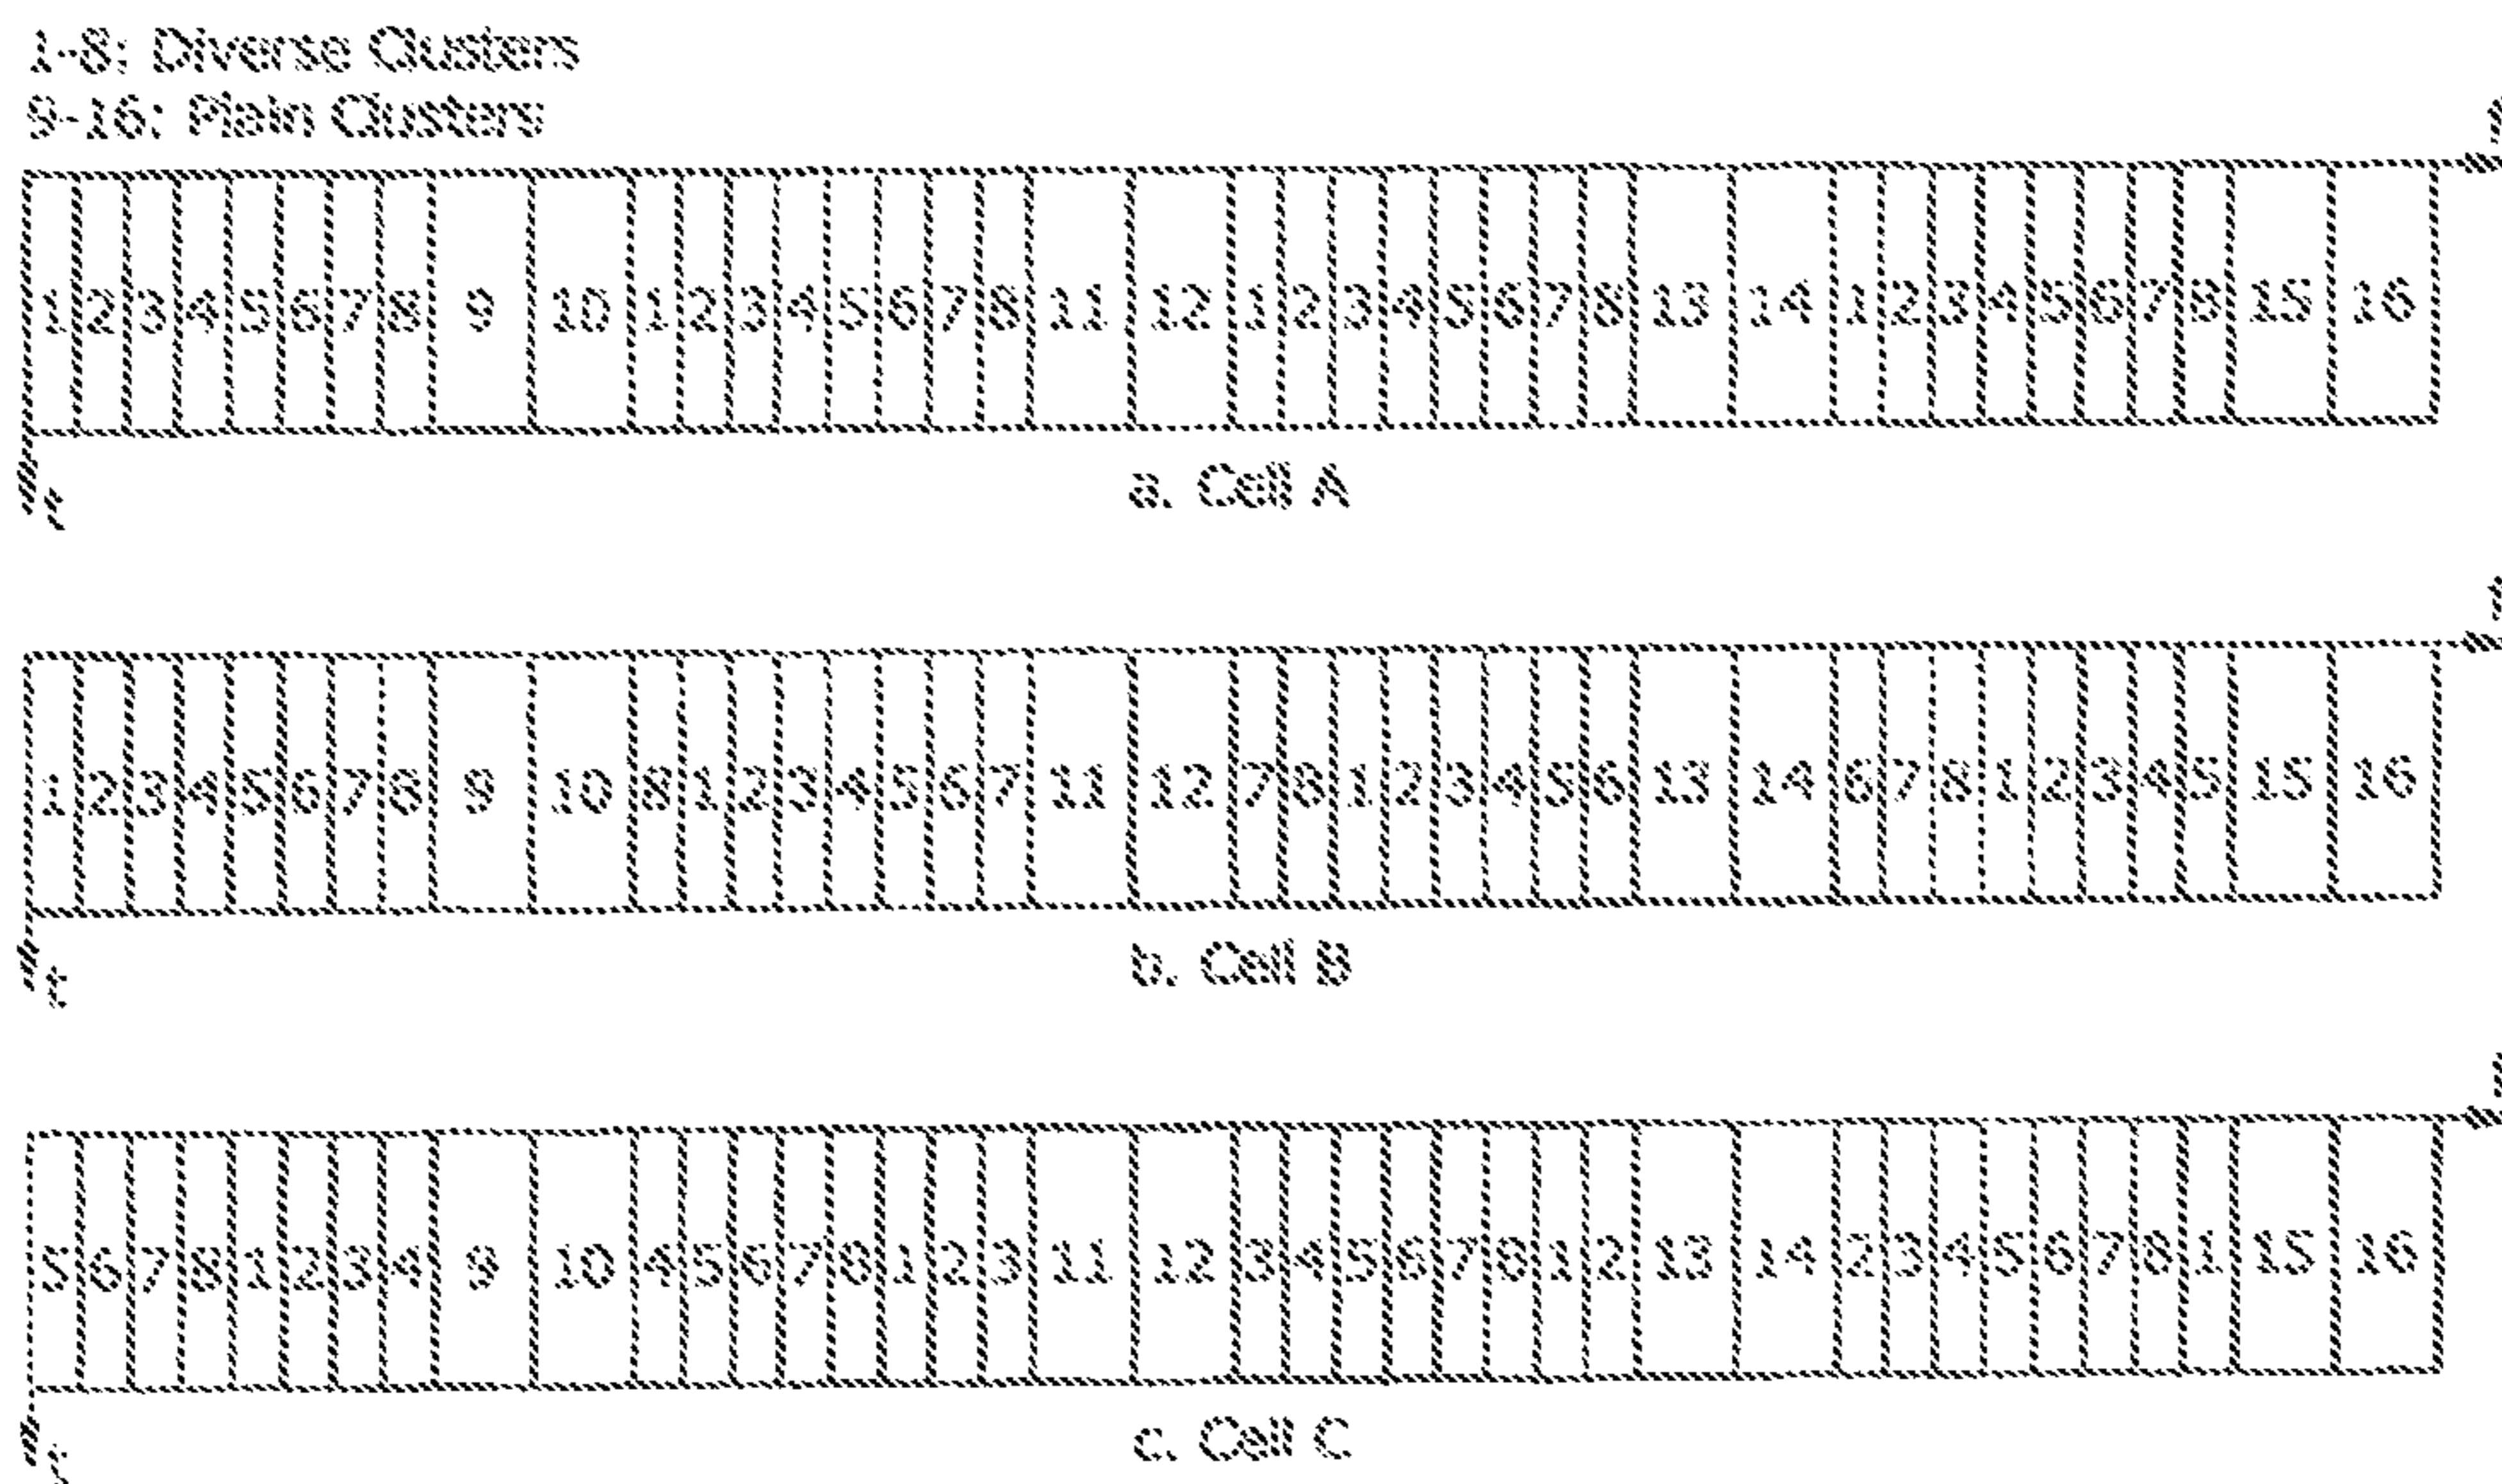 1-8: Diverse Clusters
9-16: Plain Clusters
1 2 3 4 5 6 7 8 9 10 1 2 3 4 5 6 7 8 11 12 1 2 3 4 5 6 7 8 13 14 1 2 3 4 5 6 7 8 15 16
t
a. Cell A
1 2 3 4 5 6 7 8 9 10 8 1 2 3 4 5 6 7 11 12 7 8 1 2 3 4 5 6 13 14 6 7 8 1 2 3 4 5 15 16
t
b. Cell B
5 6 7 8 1 2 3 4 9 10 4 5 6 7 8 1 2 3 11 12 3 4 5 6 7 8 1 2 13 14 2 3 4 5 6 7 8 1 15 16
t
c. Cell C